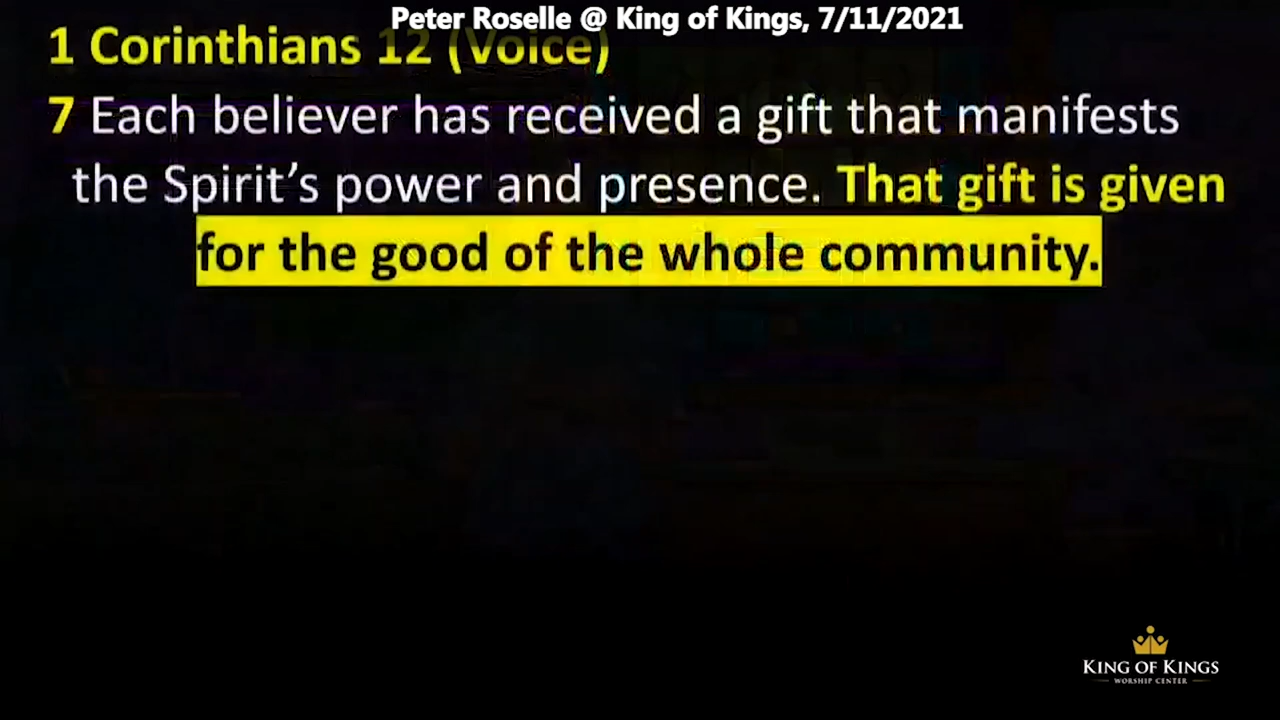 Peter Roselle @ King of Kings, 7/11/2021
1 Corinthians 12 (Voice)
7 Each believer has received a gift that manifests
the Spirit’s power and presence. That gift is given
for the good of the whole community.
KING OF KINGS
WORSHIP CENTER